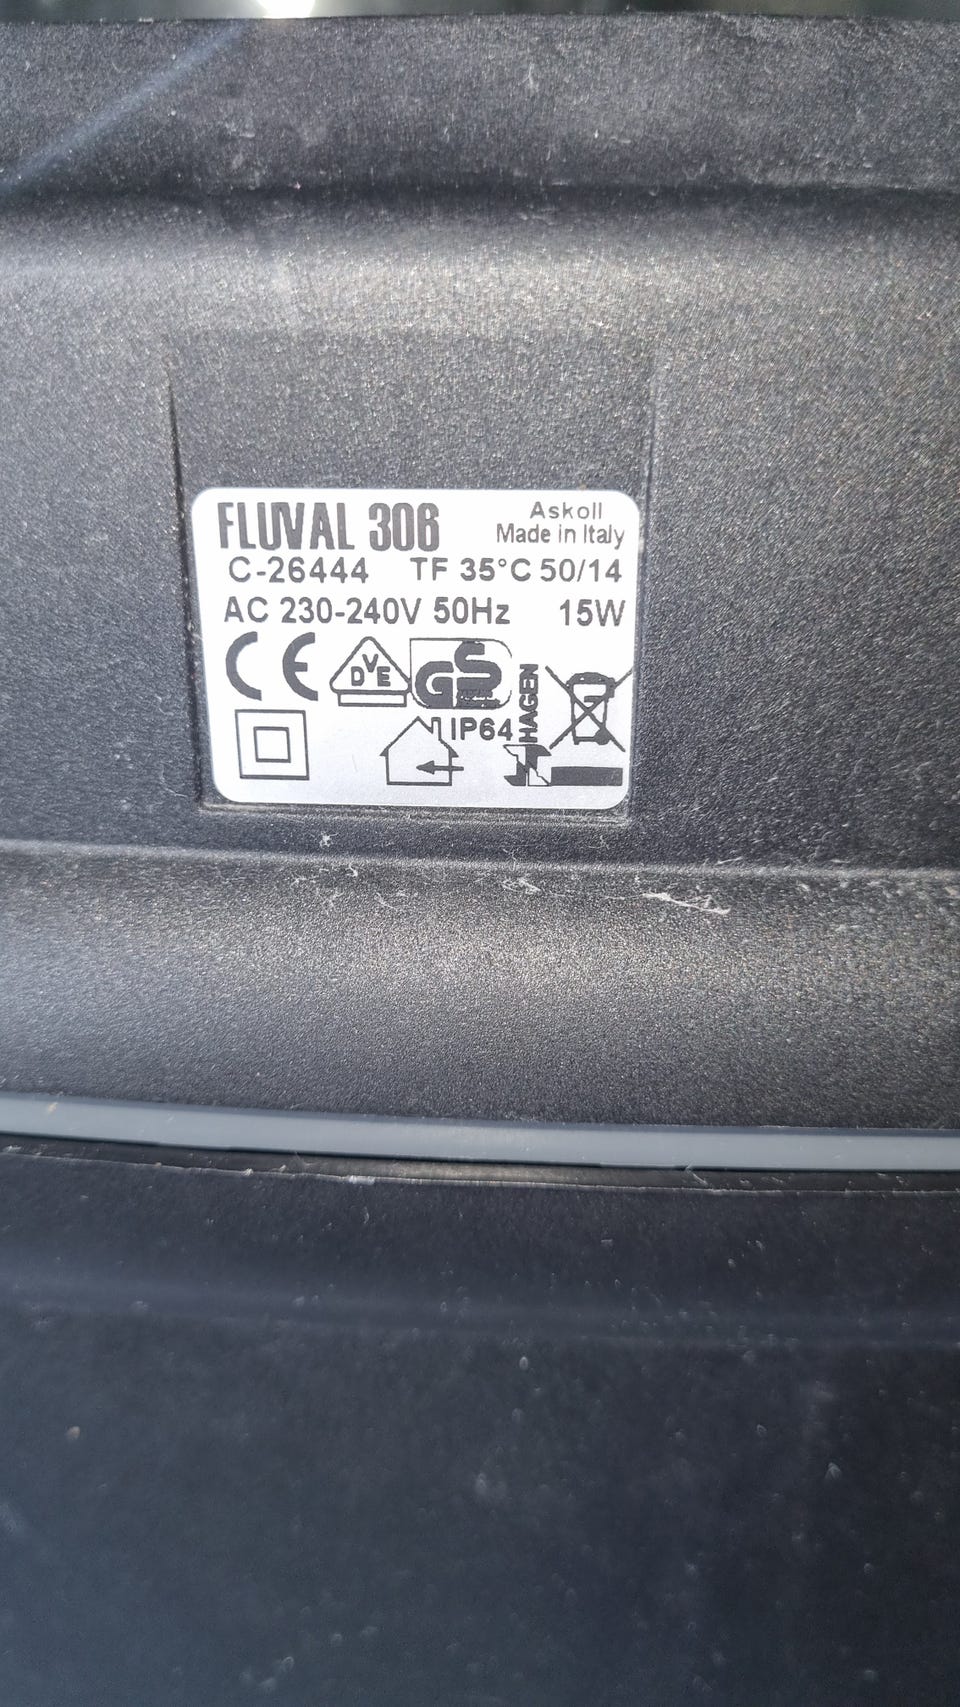 FLUVAL 306
Askoll
Made in Italy
C-26444 TF 35°C 50/14
AC 230-240V 50Hz 15W
CE
DVE
GS
IP64
HAGEN